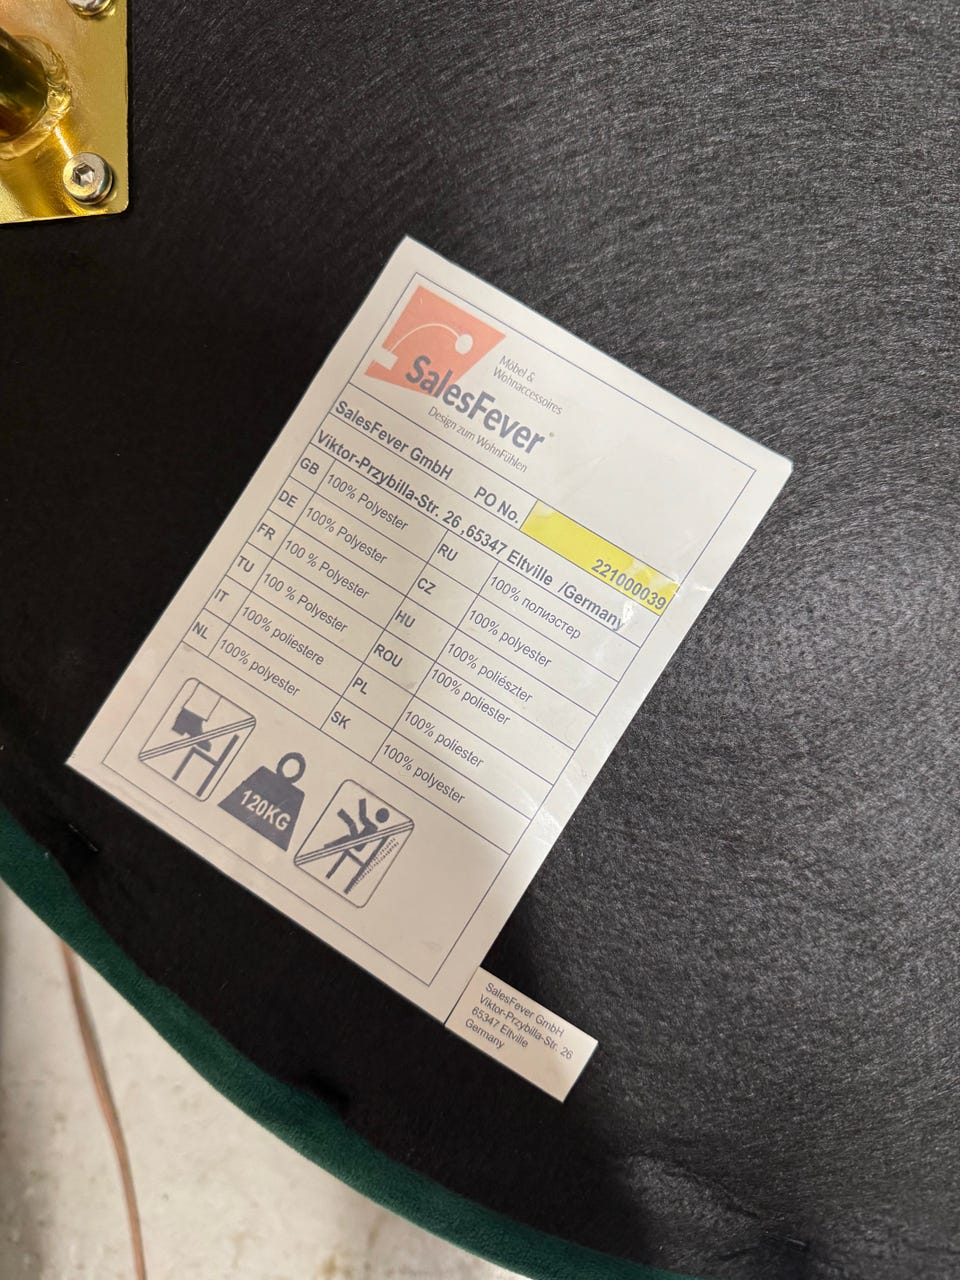 SalesFever®
Möbel &
Wohnaccessoires
Design zum WohnFühlen
SalesFever GmbH PO No. 221000039
Viktor-Przybilla-Str. 26 ,65347 Eltville /Germany
GB 100% Polyester RU 100% полиэстер
DE 100% Polyester CZ 100% polyester
FR 100 % Polyester HU 100% poliészter
TU 100 % Polyester ROU 100% poliester
IT 100% poliestere PL 100% poliester
NL 100% polyester SK 100% polyester
120KG
SalesFever GmbH
Viktor-Przybilla-Str. 26
65347 Eltville
Germany